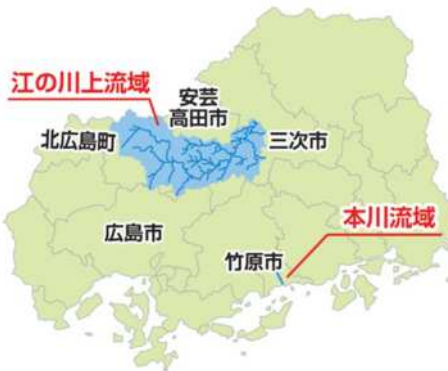 江の川上流域
安芸
高田市
北広島町
三次市
本川流域
広島市
竹原市